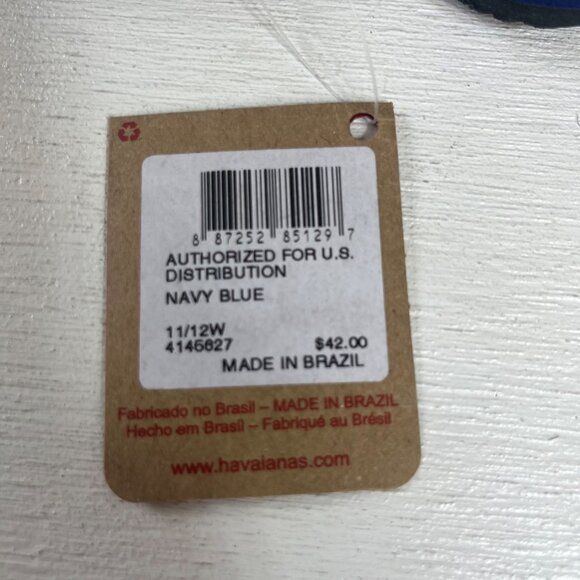 8 87252 85129 7
AUTHORIZED FOR U.S.
DISTRIBUTION
NAVY BLUE
11/12W
4145627 $42.00
MADE IN BRAZIL
Fabricado no Brasil – MADE IN BRAZIL
Hecho em Brasil – Fabriqué au Brésil
www.havaianas.com